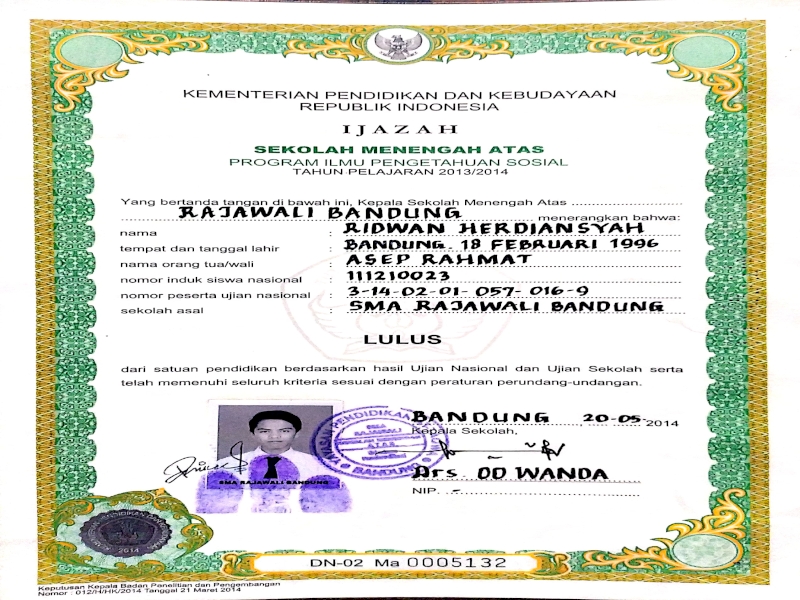 KEMENTERIAN PENDIDIKAN DAN KEBUDAYAAN
REPUBLIK INDONESIA
IJAZAH
SEKOLAH MENENGAH ATAS
PROGRAM ILMU PENGETAHUAN SOSIAL
TAHUN PELAJARAN 2013/2014
Yang bertanda tangan di bawah ini, Kepala Sekolah Menengah Atas
RAJAWALI BANDUNG menerangkan bahwa:
nama : RIDWAN HERDIANSYAH
tempat dan tanggal lahir : BANDUNG. 18 FEBRUARI 1996
nama orang tua/wali : ASEP RAHMAT
nomor induk siswa nasional : 111210023
nomor peserta ujian nasional : 3-14-02-01-057-016-9
sekolah asal : SMA RAJAWALI BANDUNG
LULUS
dari satuan pendidikan berdasarkan hasil Ujian Nasional dan Ujian Sekolah serta
telah memenuhi seluruh kriteria sesuai dengan peraturan perundang-undangan.
BANDUNG, 20-05-2014
Kepala Sekolah,
SMA
RAJAWALI
ATAS
BANDUNG
Drs. OO WANDA
SMA RAJAWALI BANDUNG
NIP. -
2014
DN-02 Ma 0005132
Keputusan Kepala Badan Penelitian dan Pengembangan
Nomor : 012/H/HK/2014 Tanggal 21 Maret 2014